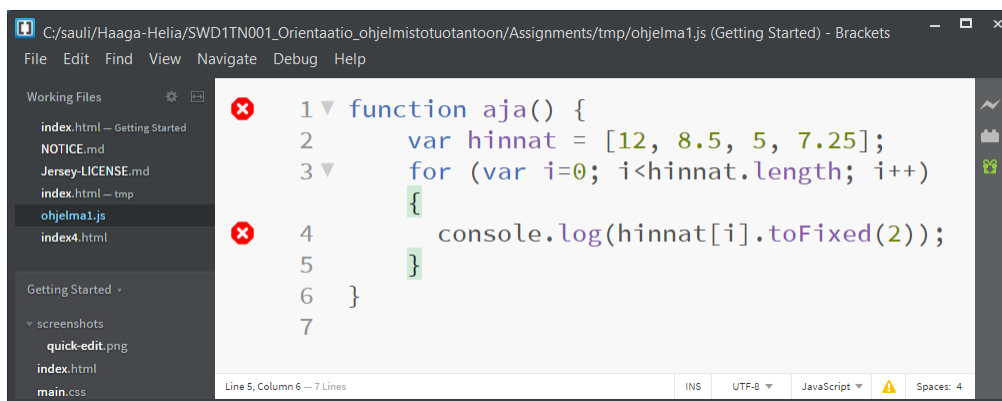 C:/sauli/Haaga-Helia/SWD1TN001_Orientaatio_ohjelmistotuotantoon/Assignments/tmp/ohjelma1.js (Getting Started) - Brackets
File Edit Find View Navigate Debug Help
Working Files
index.html — Getting Started
NOTICE.md
Jersey-LICENSE.md
index.html — tmp
ohjelma1.js
index4.html
Getting Started
screenshots
quick-edit.png
index.html
main.css
1 function aja() {
2 var hinnat = [12, 8.5, 5, 7.25];
3 for (var i=0; i<hinnat.length; i++)
{
4 console.log(hinnat[i].toFixed(2));
5 }
6 }
7
Line 5, Column 6 — 7 Lines
INS UTF-8 JavaScript Spaces: 4